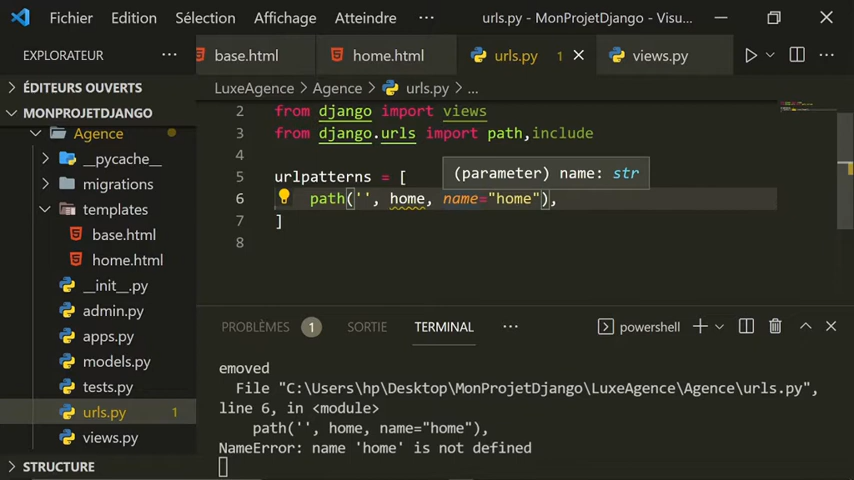 Fichier Edition Sélection Affichage Atteindre ··· urls.py - MonProjetDjango - Visu...
EXPLORATEUR ··· base.html home.html urls.py 1 views.py
ÉDITEURS OUVERTS
LuxeAgence > Agence > urls.py > ...
MONPROJETDJANGO
Agence
__pycache__
migrations
templates
base.html
home.html
__init__.py
admin.py
apps.py
models.py
tests.py
urls.py 1
views.py
STRUCTURE
2 from django import views
3 from django.urls import path,include
4
(parameter) name: str
5 urlpatterns = [
6 path('', home, name="home"),
7 ]
8
PROBLÈMES 1 SORTIE TERMINAL ··· powershell
emoved
File "C:\Users\hp\Desktop\MonProjetDjango\LuxeAgence\Agence\urls.py",
line 6, in <module>
path('', home, name="home"),
NameError: name 'home' is not defined